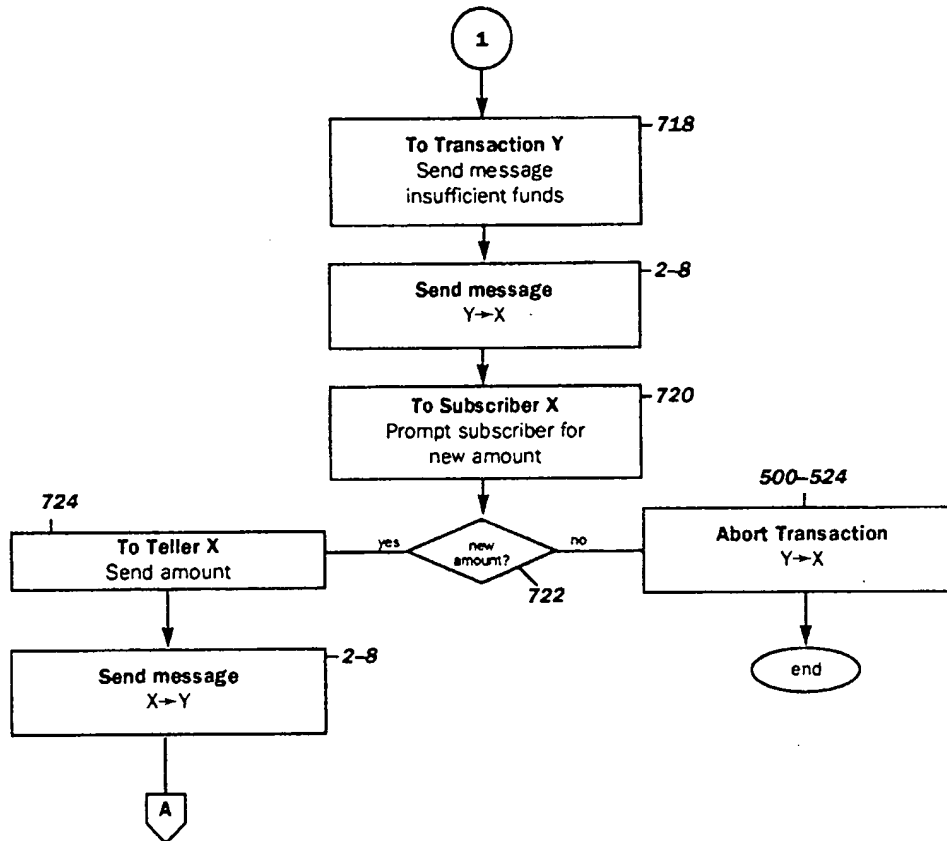 1
718
To Transaction Y
Send message
insufficient funds
2-8
Send message
Y→X
720
To Subscriber X
Prompt subscriber for
new amount
724
To Teller X
Send amount
yes
new
amount?
no
722
500-524
Abort Transaction
Y→X
end
2-8
Send message
X→Y
A